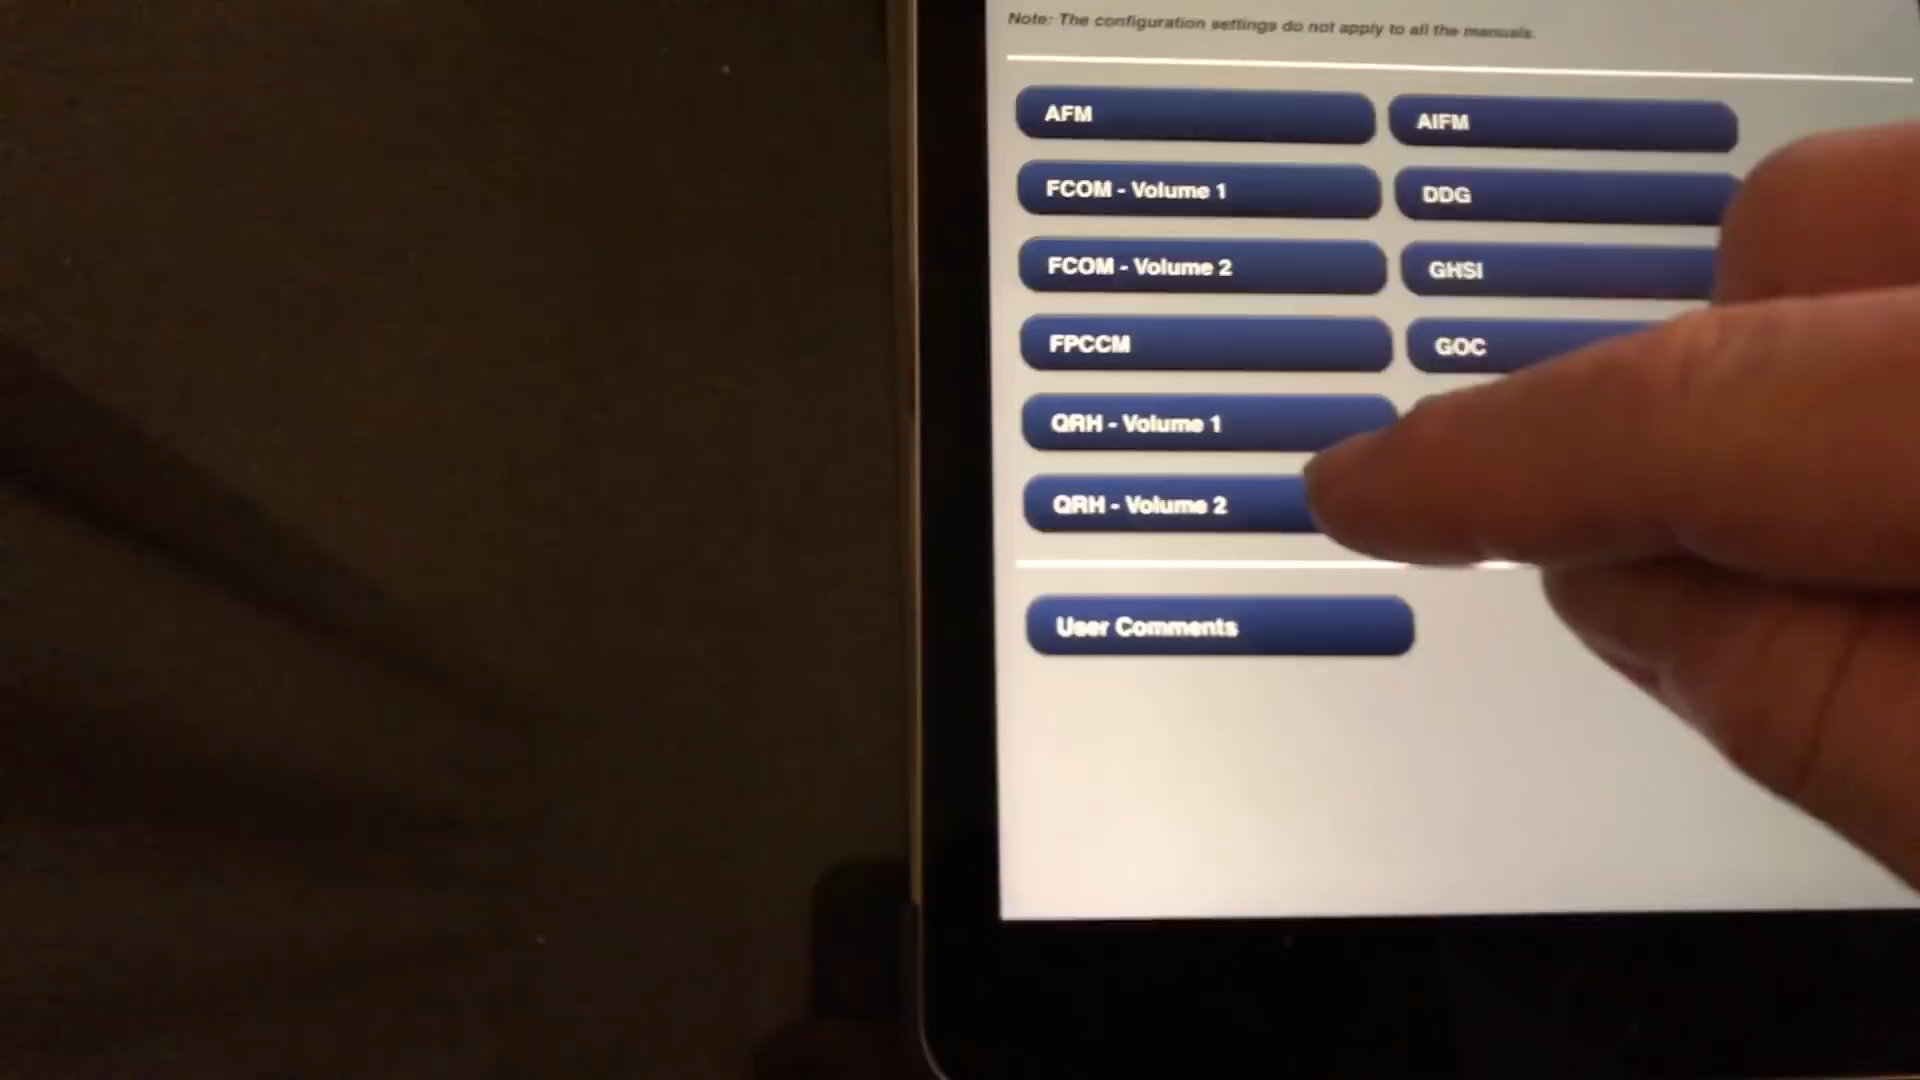 Note: The configuration settings do not apply to all the manuals.
AFM
AIFM
FCOM - Volume 1
DDG
FCOM - Volume 2
GHSI
FPCCM
GOC
QRH - Volume 1
QRH - Volume 2
User Comments